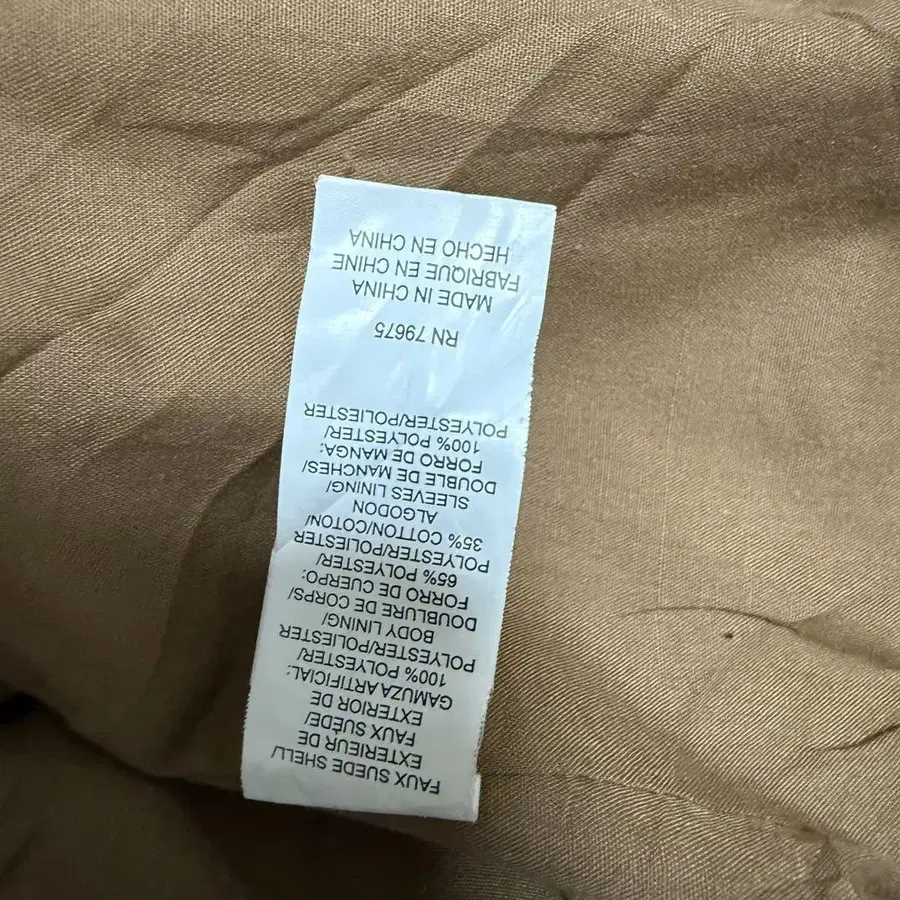 FAUX SUEDE SHELL/
EXTERIEUR DE
FAUX SUÈDE/
EXTERIOR DE
GAMUZA ARTIFICIAL:
100% POLYESTER/
POLYESTER/POLIESTER
BODY LINING/
DOUBLURE DE CORPS/
FORRO DE CUERPO:
65% POLYESTER/
POLYESTER/POLIESTER
35% COTTON/COTON/
ALGODON
SLEEVES LINING/
DOUBLE DE MANCHES/
FORRO DE MANGA:
100% POLYESTER/
POLYESTER/POLIESTER
RN 79675
MADE IN CHINA
FABRIQUE EN CHINE
HECHO EN CHINA